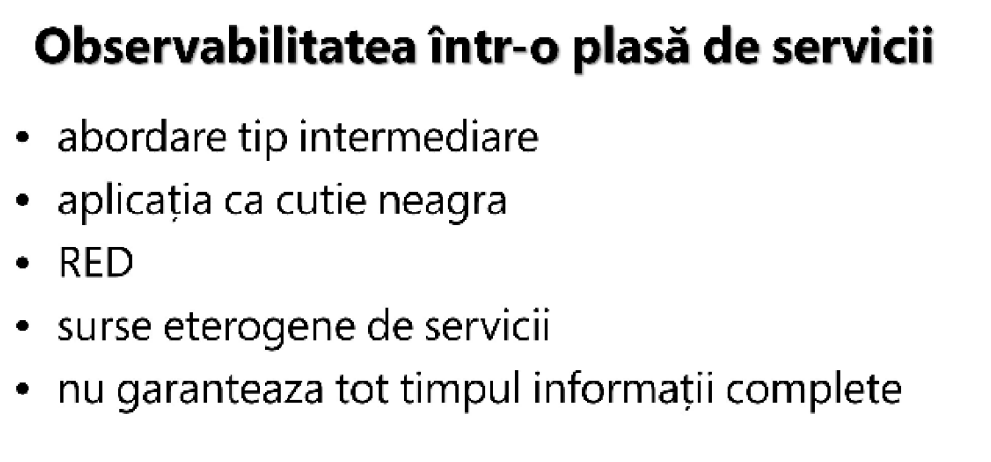 Observabilitatea într-o plasă de servicii
• abordare tip intermediare
• aplicația ca cutie neagra
• RED
• surse eterogene de servicii
• nu garanteaza tot timpul informații complete